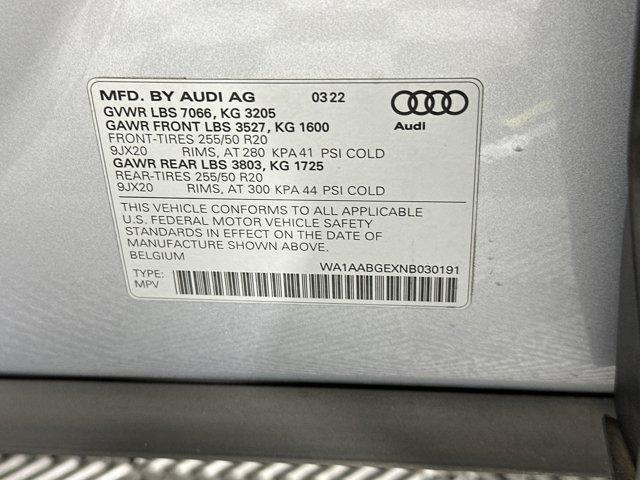 MFD. BY AUDI AG 03 22
GVWR LBS 7066, KG 3205
GAWR FRONT LBS 3527, KG 1600
FRONT-TIRES 255/50 R20
9JX20 RIMS, AT 280 KPA 41 PSI COLD
GAWR REAR LBS 3803, KG 1725
REAR-TIRES 255/50 R20
9JX20 RIMS, AT 300 KPA 44 PSI COLD
Audi
THIS VEHICLE CONFORMS TO ALL APPLICABLE
U.S. FEDERAL MOTOR VEHICLE SAFETY
STANDARDS IN EFFECT ON THE DATE OF
MANUFACTURE SHOWN ABOVE.
BELGIUM
WA1AABGEXNB030191
TYPE:
MPV